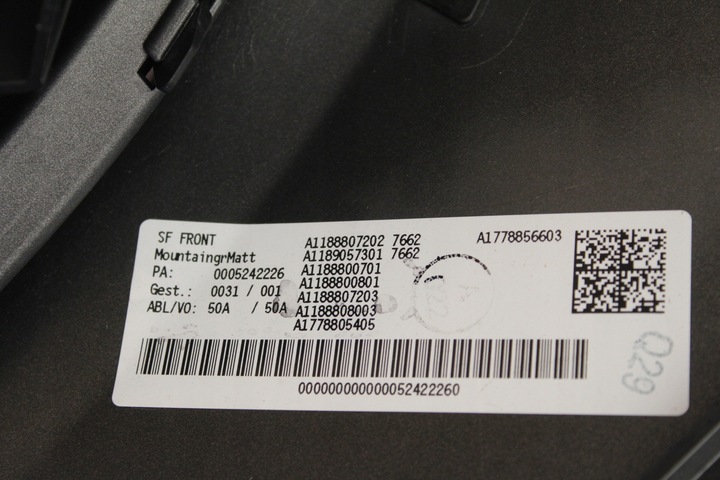 SF FRONT
MountaingrMatt
PA: 0005242226
Gest.: 0031 / 001
ABL/VO: 50A / 50A
A1188807202 7662
A1189057301 7662
A1188800701
A1188800801
A1188807203
A1188808003
A1778805405
A1778856603
000000000000052422260
Q29